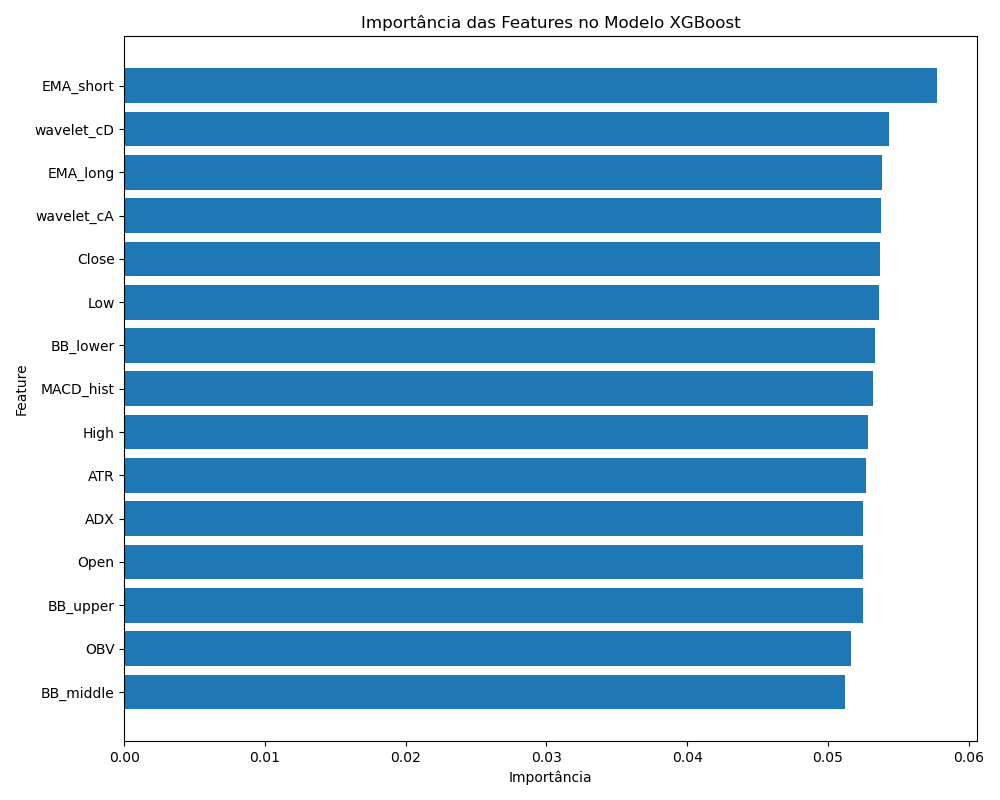 Importância das Features no Modelo XGBoost
Feature
EMA_short
wavelet_cD
EMA_long
wavelet_cA
Close
Low
BB_lower
MACD_hist
High
ATR
ADX
Open
BB_upper
OBV
BB_middle
0.00 0.01 0.02 0.03 0.04 0.05 0.06
Importância